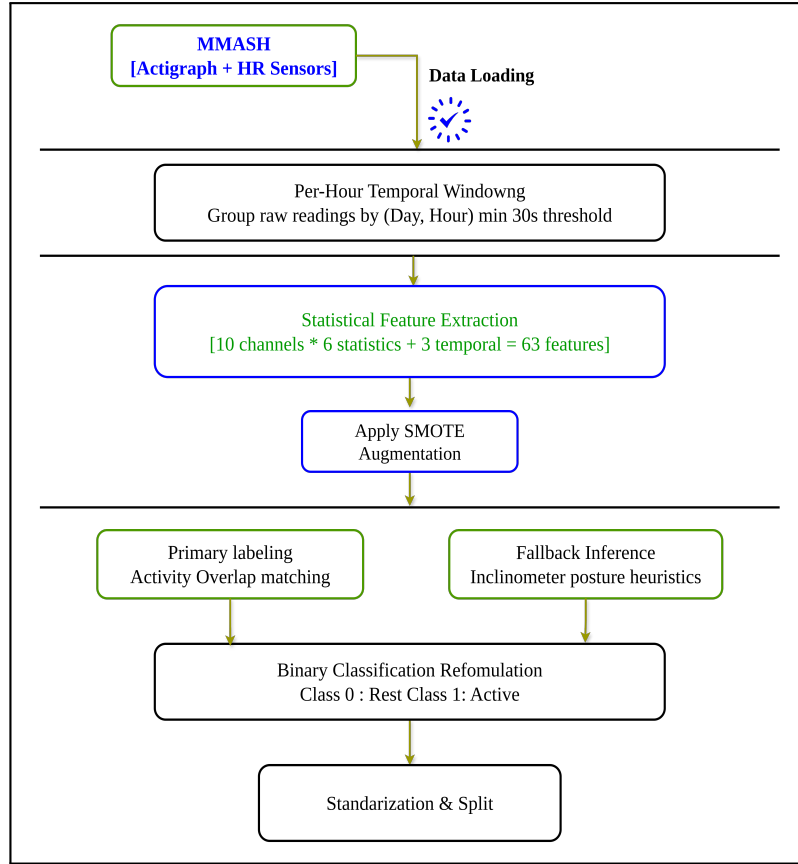 MMASH
[Actigraph + HR Sensors]
Data Loading
Per-Hour Temporal Windowng
Group raw readings by (Day, Hour) min 30s threshold
Statistical Feature Extraction
[10 channels * 6 statistics + 3 temporal = 63 features]
Apply SMOTE
Augmentation
Primary labeling
Activity Overlap matching
Fallback Inference
Inclinometer posture heuristics
Binary Classification Refomulation
Class 0 : Rest Class 1: Active
Standarization & Split